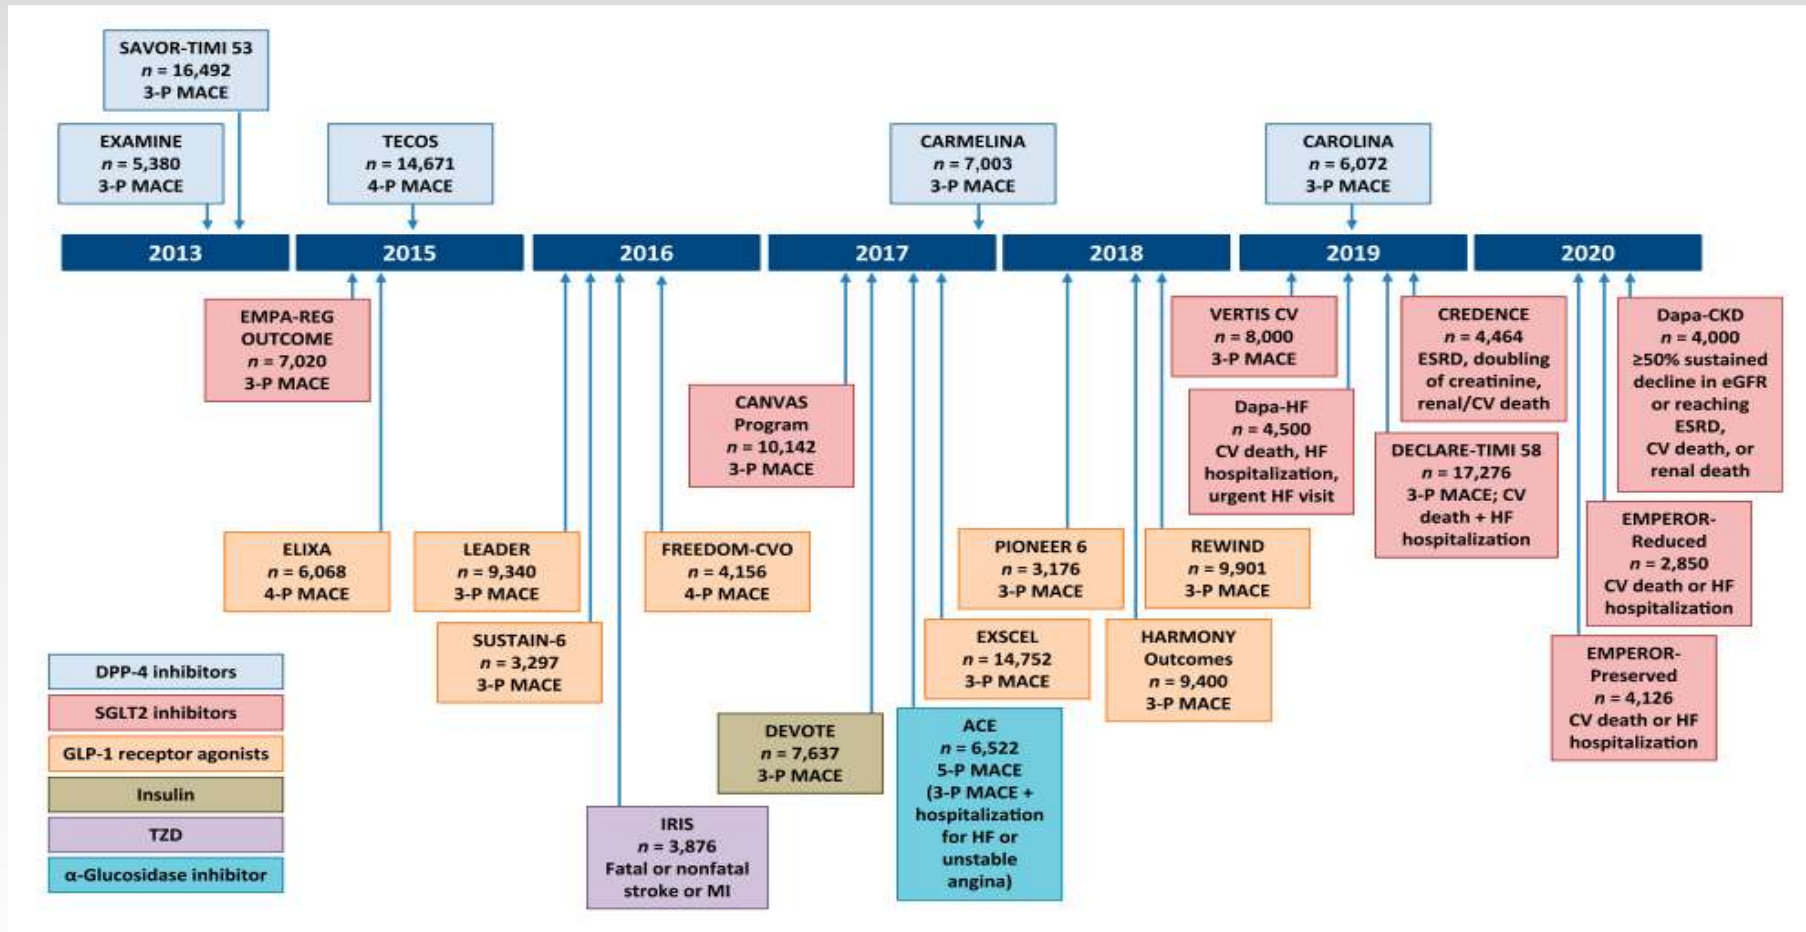 SAVOR-TIMI 53
n = 16,492
3-P MACE
EXAMINE
n = 5,380
3-P MACE
TECOS
n = 14,671
4-P MACE
CARMELINA
n = 7,003
3-P MACE
CAROLINA
n = 6,072
3-P MACE
2013
2015
2016
2017
2018
2019
2020
EMPA-REG
OUTCOME
n = 7,020
3-P MACE
CANVAS
Program
n = 10,142
3-P MACE
VERTIS CV
n = 8,000
3-P MACE
CREDENCE
n = 4,464
ESRD, doubling
of creatinine,
renal/CV death
Dapa-CKD
n = 4,000
≥50% sustained
decline in eGFR
or reaching
ESRD,
CV death, or
renal death
Dapa-HF
n = 4,500
CV death, HF
hospitalization,
urgent HF visit
DECLARE-TIMI 58
n = 17,276
3-P MACE; CV
death + HF
hospitalization
EMPEROR-
Reduced
n = 2,850
CV death or HF
hospitalization
EMPEROR-
Preserved
n = 4,126
CV death or HF
hospitalization
ELIXA
n = 6,068
4-P MACE
LEADER
n = 9,340
3-P MACE
FREEDOM-CVO
n = 4,156
4-P MACE
PIONEER 6
n = 3,176
3-P MACE
REWIND
n = 9,901
3-P MACE
SUSTAIN-6
n = 3,297
3-P MACE
EXSCEL
n = 14,752
3-P MACE
HARMONY
Outcomes
n = 9,400
3-P MACE
DEVOTE
n = 7,637
3-P MACE
ACE
n = 6,522
5-P MACE
(3-P MACE +
hospitalization
for HF or
unstable
angina)
IRIS
n = 3,876
Fatal or nonfatal
stroke or MI
DPP-4 inhibitors
SGLT2 inhibitors
GLP-1 receptor agonists
Insulin
TZD
α-Glucosidase inhibitor